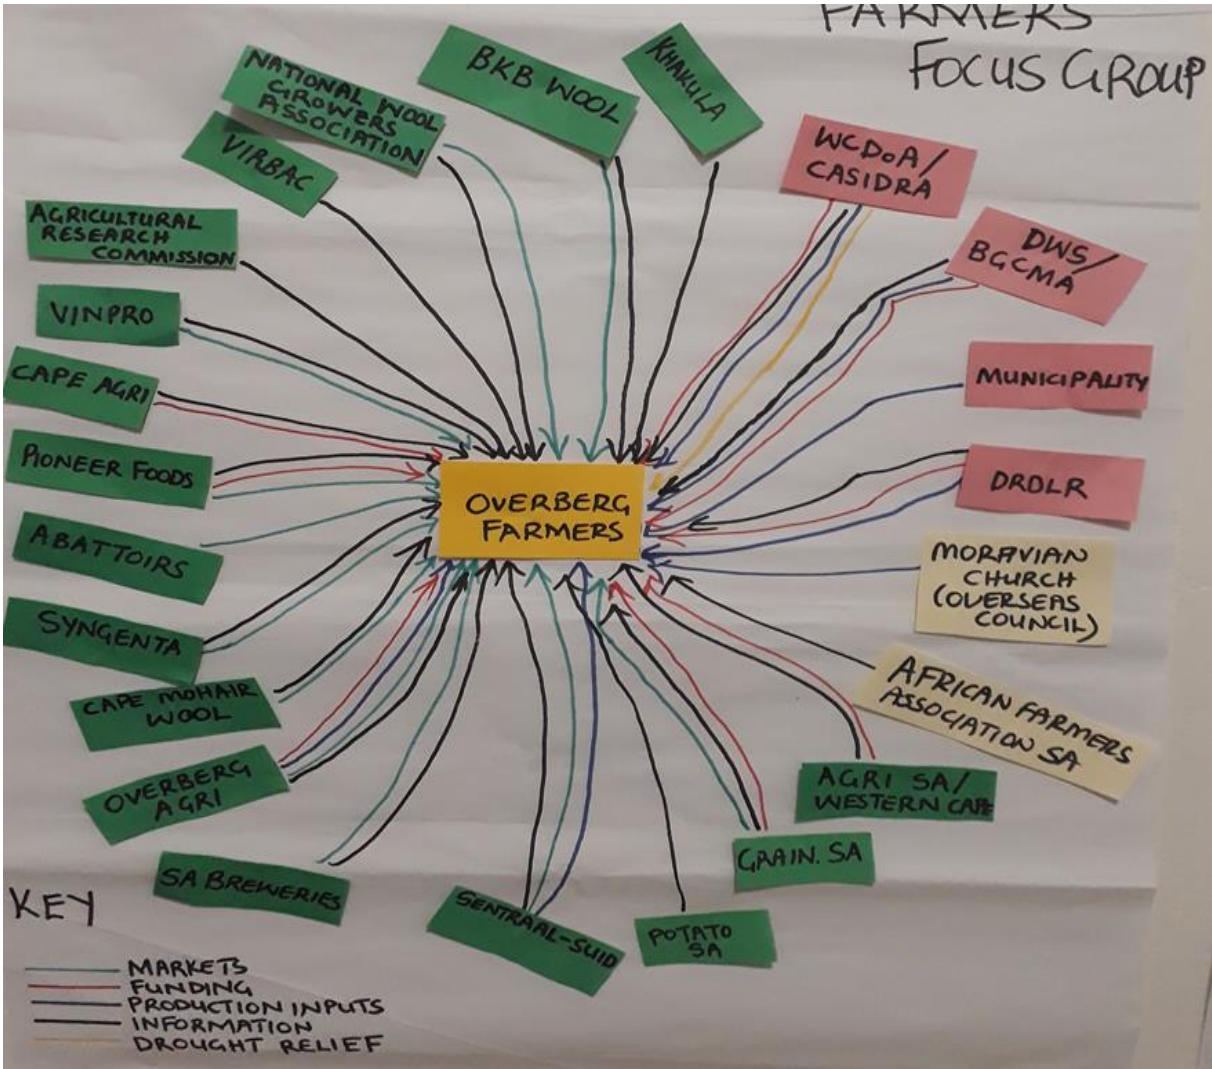 FARMERS
FOCUS GROUP
NATIONAL WOOL
GROWERS
ASSOCIATION
BKB WOOL
KHAKULA
VIRBAC
WCDoA/
CASIDRA
AGRICULTURAL
RESEARCH
COMMISSION
DWS/
BGCMA
VINPRO
MUNICIPALITY
CAPE AGRI
PIONEER FOODS
OVERBERG
FARMERS
DRDLR
ABATTOIRS
MORAVIAN
CHURCH
(OVERSEAS
COUNCIL)
SYNGENTA
AFRICAN FARMERS
ASSOCIATION SA
CAPE MOHAIR
WOOL
OVERBERG
AGRI
AGRI SA/
WESTERN CAPE
GRAIN. SA
SA BREWERIES
SENTRAAL-SUID
POTATO
SA
KEY
MARKETS
FUNDING
PRODUCTION INPUTS
INFORMATION
DROUGHT RELIEF